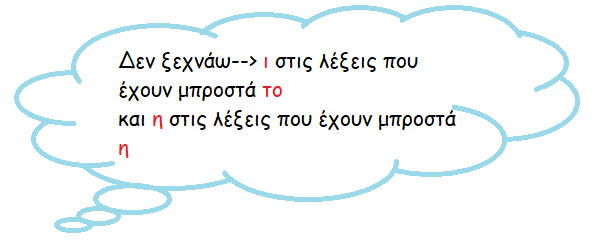 Δεν ξεχνάω--> ι στις λέξεις που
έχουν μπροστά το
και η στις λέξεις που έχουν μπροστά
η